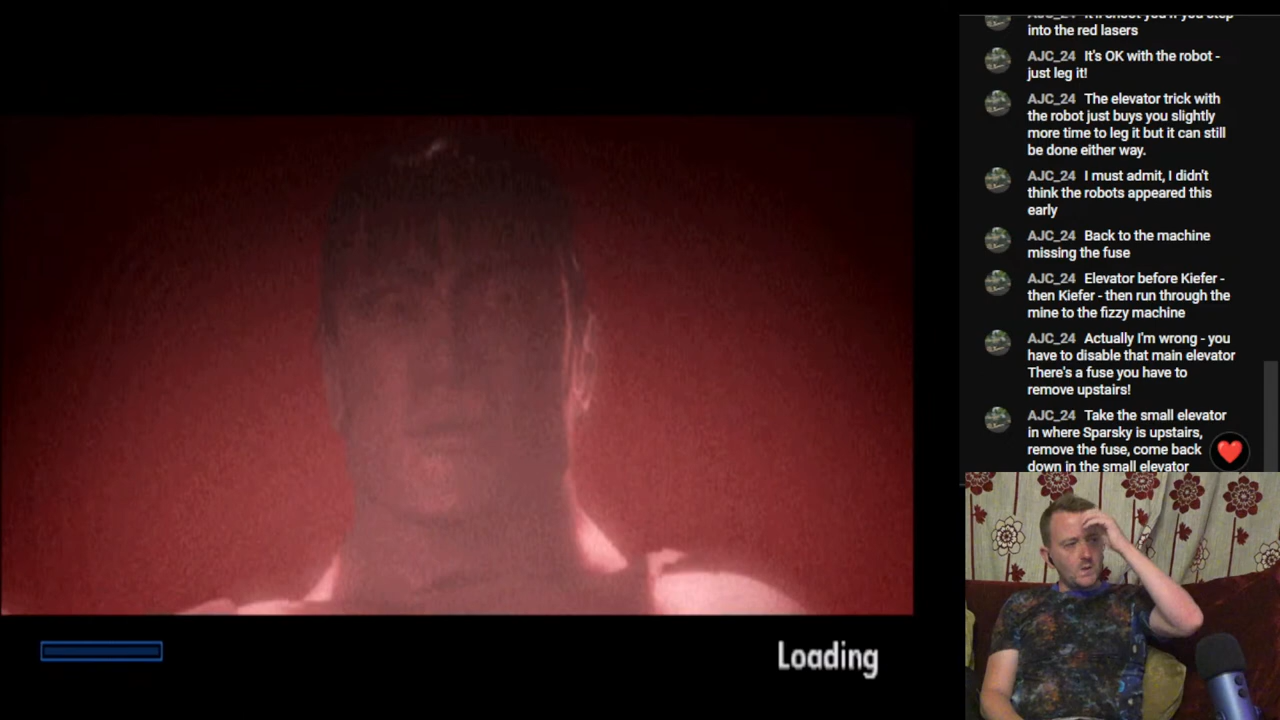 into the red lasers
AJC_24 It's OK with the robot -
just leg it!
AJC_24 The elevator trick with
the robot just buys you slightly
more time to leg it but it can still
be done either way.
AJC_24 I must admit, I didn't
think the robots appeared this
early
AJC_24 Back to the machine
missing the fuse
AJC_24 Elevator before Kiefer -
then Kiefer - then run through the
mine to the fizzy machine
AJC_24 Actually I'm wrong - you
have to disable that main elevator
There's a fuse you have to
remove upstairs!
AJC_24 Take the small elevator
in where Sparsky is upstairs,
remove the fuse, come back
down in the small elevator
Loading